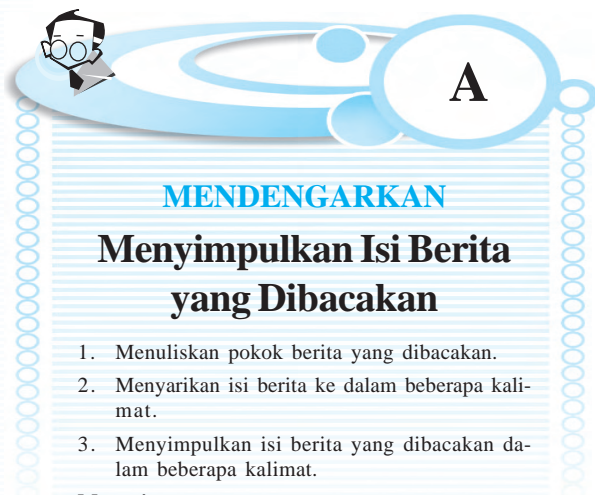 A
MENDENGARKAN
Menyimpulkan Isi Berita
yang Dibacakan
1. Menuliskan pokok berita yang dibacakan.
2. Menyarikan isi berita ke dalam beberapa kali-
mat.
3. Menyimpulkan isi berita yang dibacakan da-
lam beberapa kalimat.